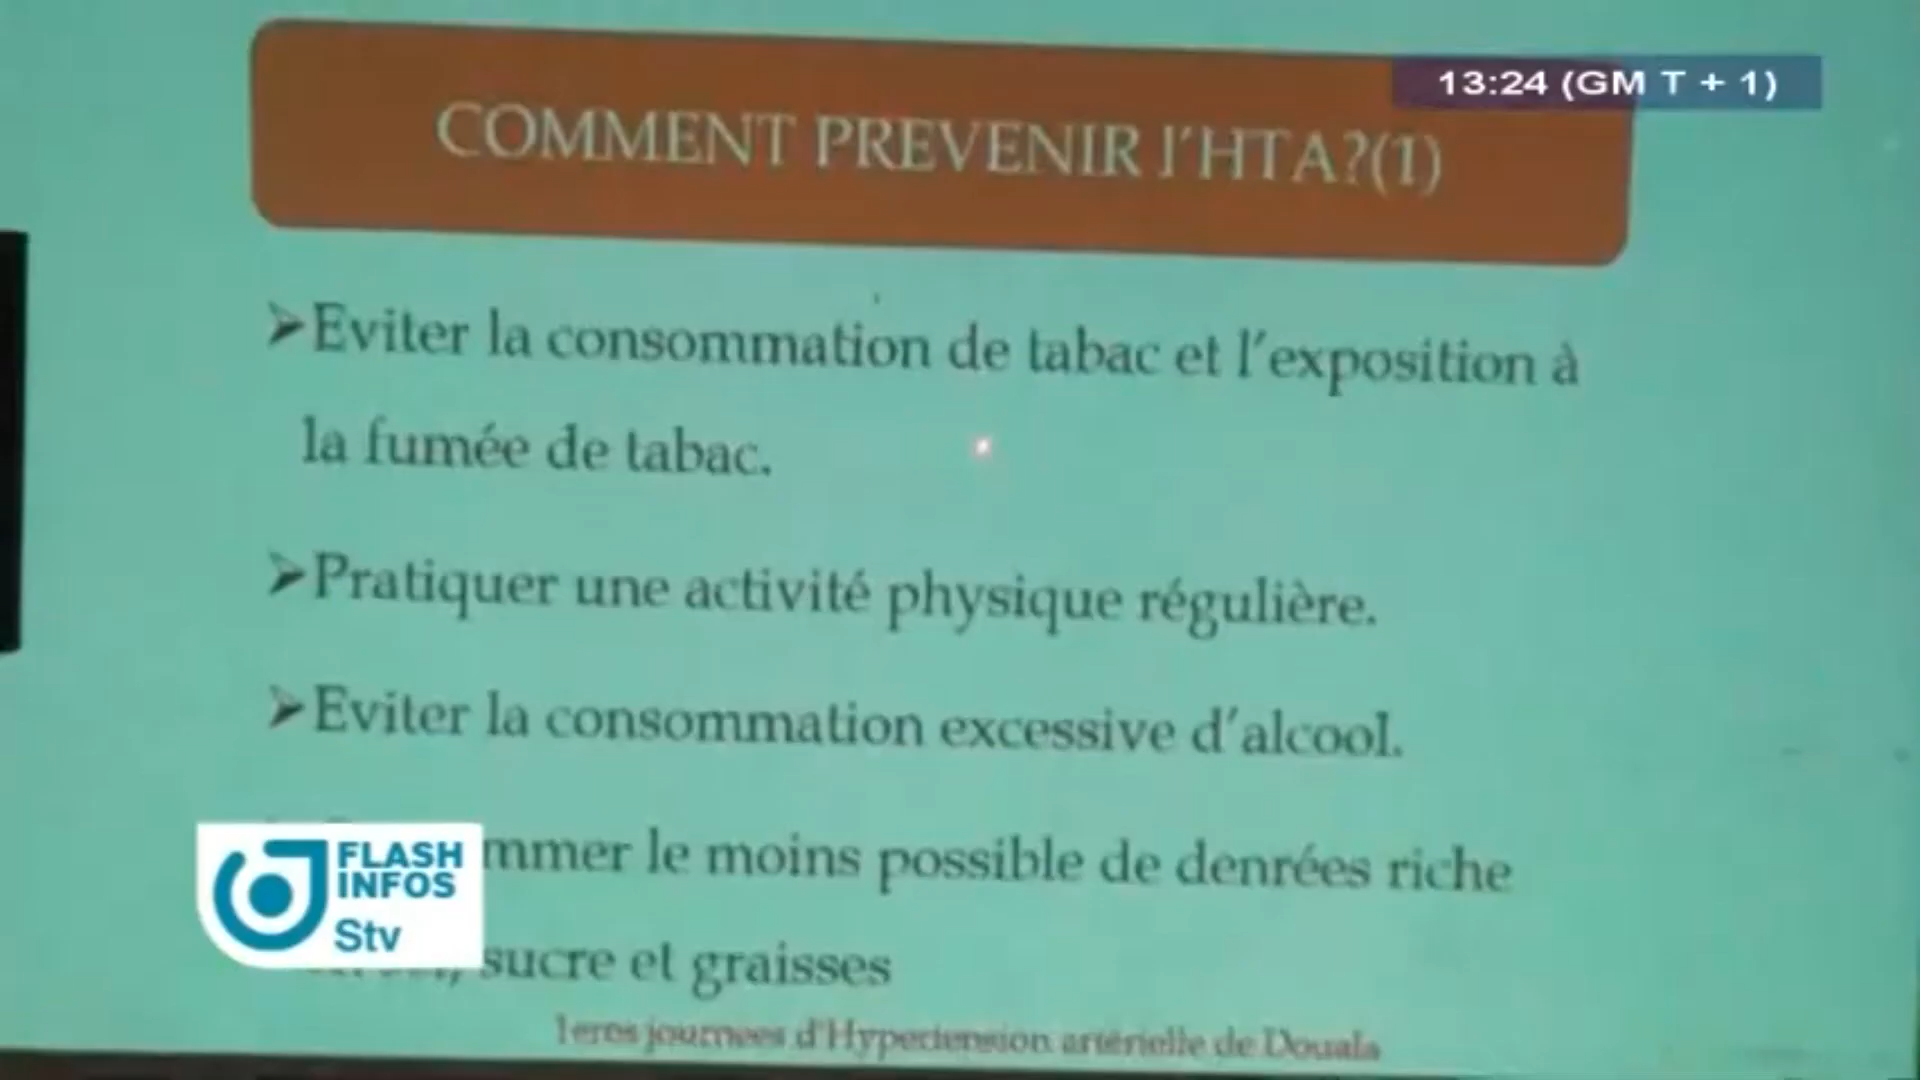 13:24 (GMT + 1)
COMMENT PREVENIR l'HTA?(1)
➢Eviter la consommation de tabac et l'exposition à
la fumée de tabac.
➢Pratiquer une activité physique régulière.
➢Eviter la consommation excessive d'alcool.
mmer le moins possible de denrées riche
sucre et graisses
FLASH
INFOS
Stv
1eres journees d'Hypertension artérielle de Douala